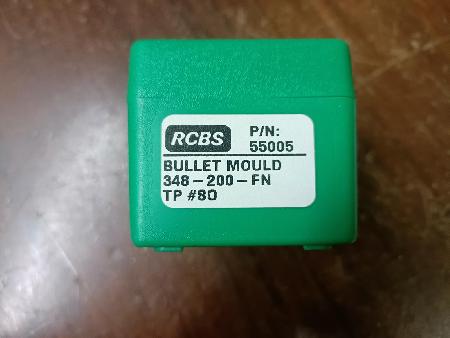 RCBS P/N:
55005
BULLET MOULD
348-200-FN
TP #80